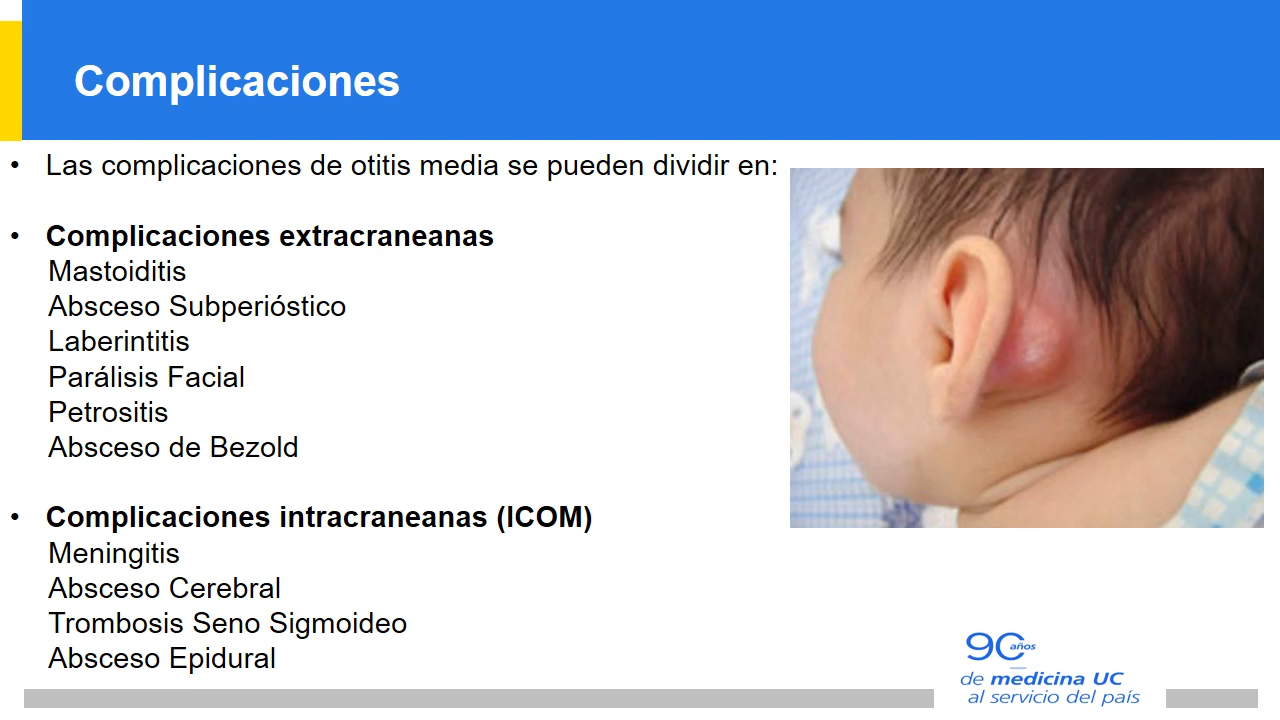 Complicaciones
• Las complicaciones de otitis media se pueden dividir en:
• Complicaciones extracraneanas
Mastoiditis
Absceso Subperióstico
Laberintitis
Parálisis Facial
Petrositis
Absceso de Bezold
• Complicaciones intracraneanas (ICOM)
Meningitis
Absceso Cerebral
Trombosis Seno Sigmoideo
Absceso Epidural
90 años
de medicina UC
al servicio del país